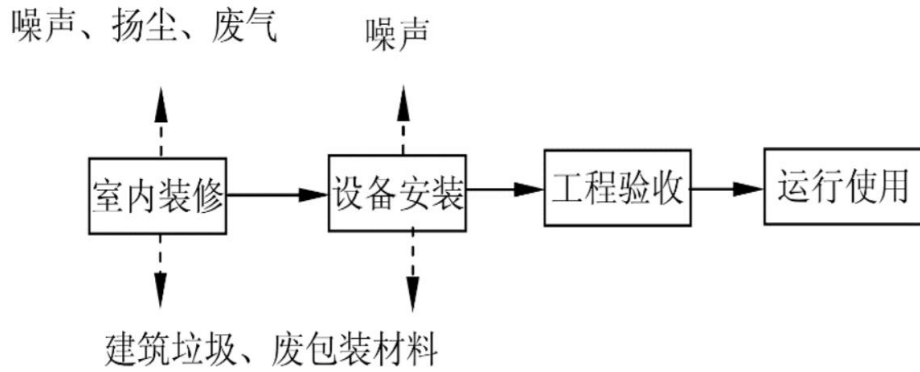 噪声、扬尘、废气
噪声
室内装修
设备安装
工程验收
运行使用
建筑垃圾、废包装材料